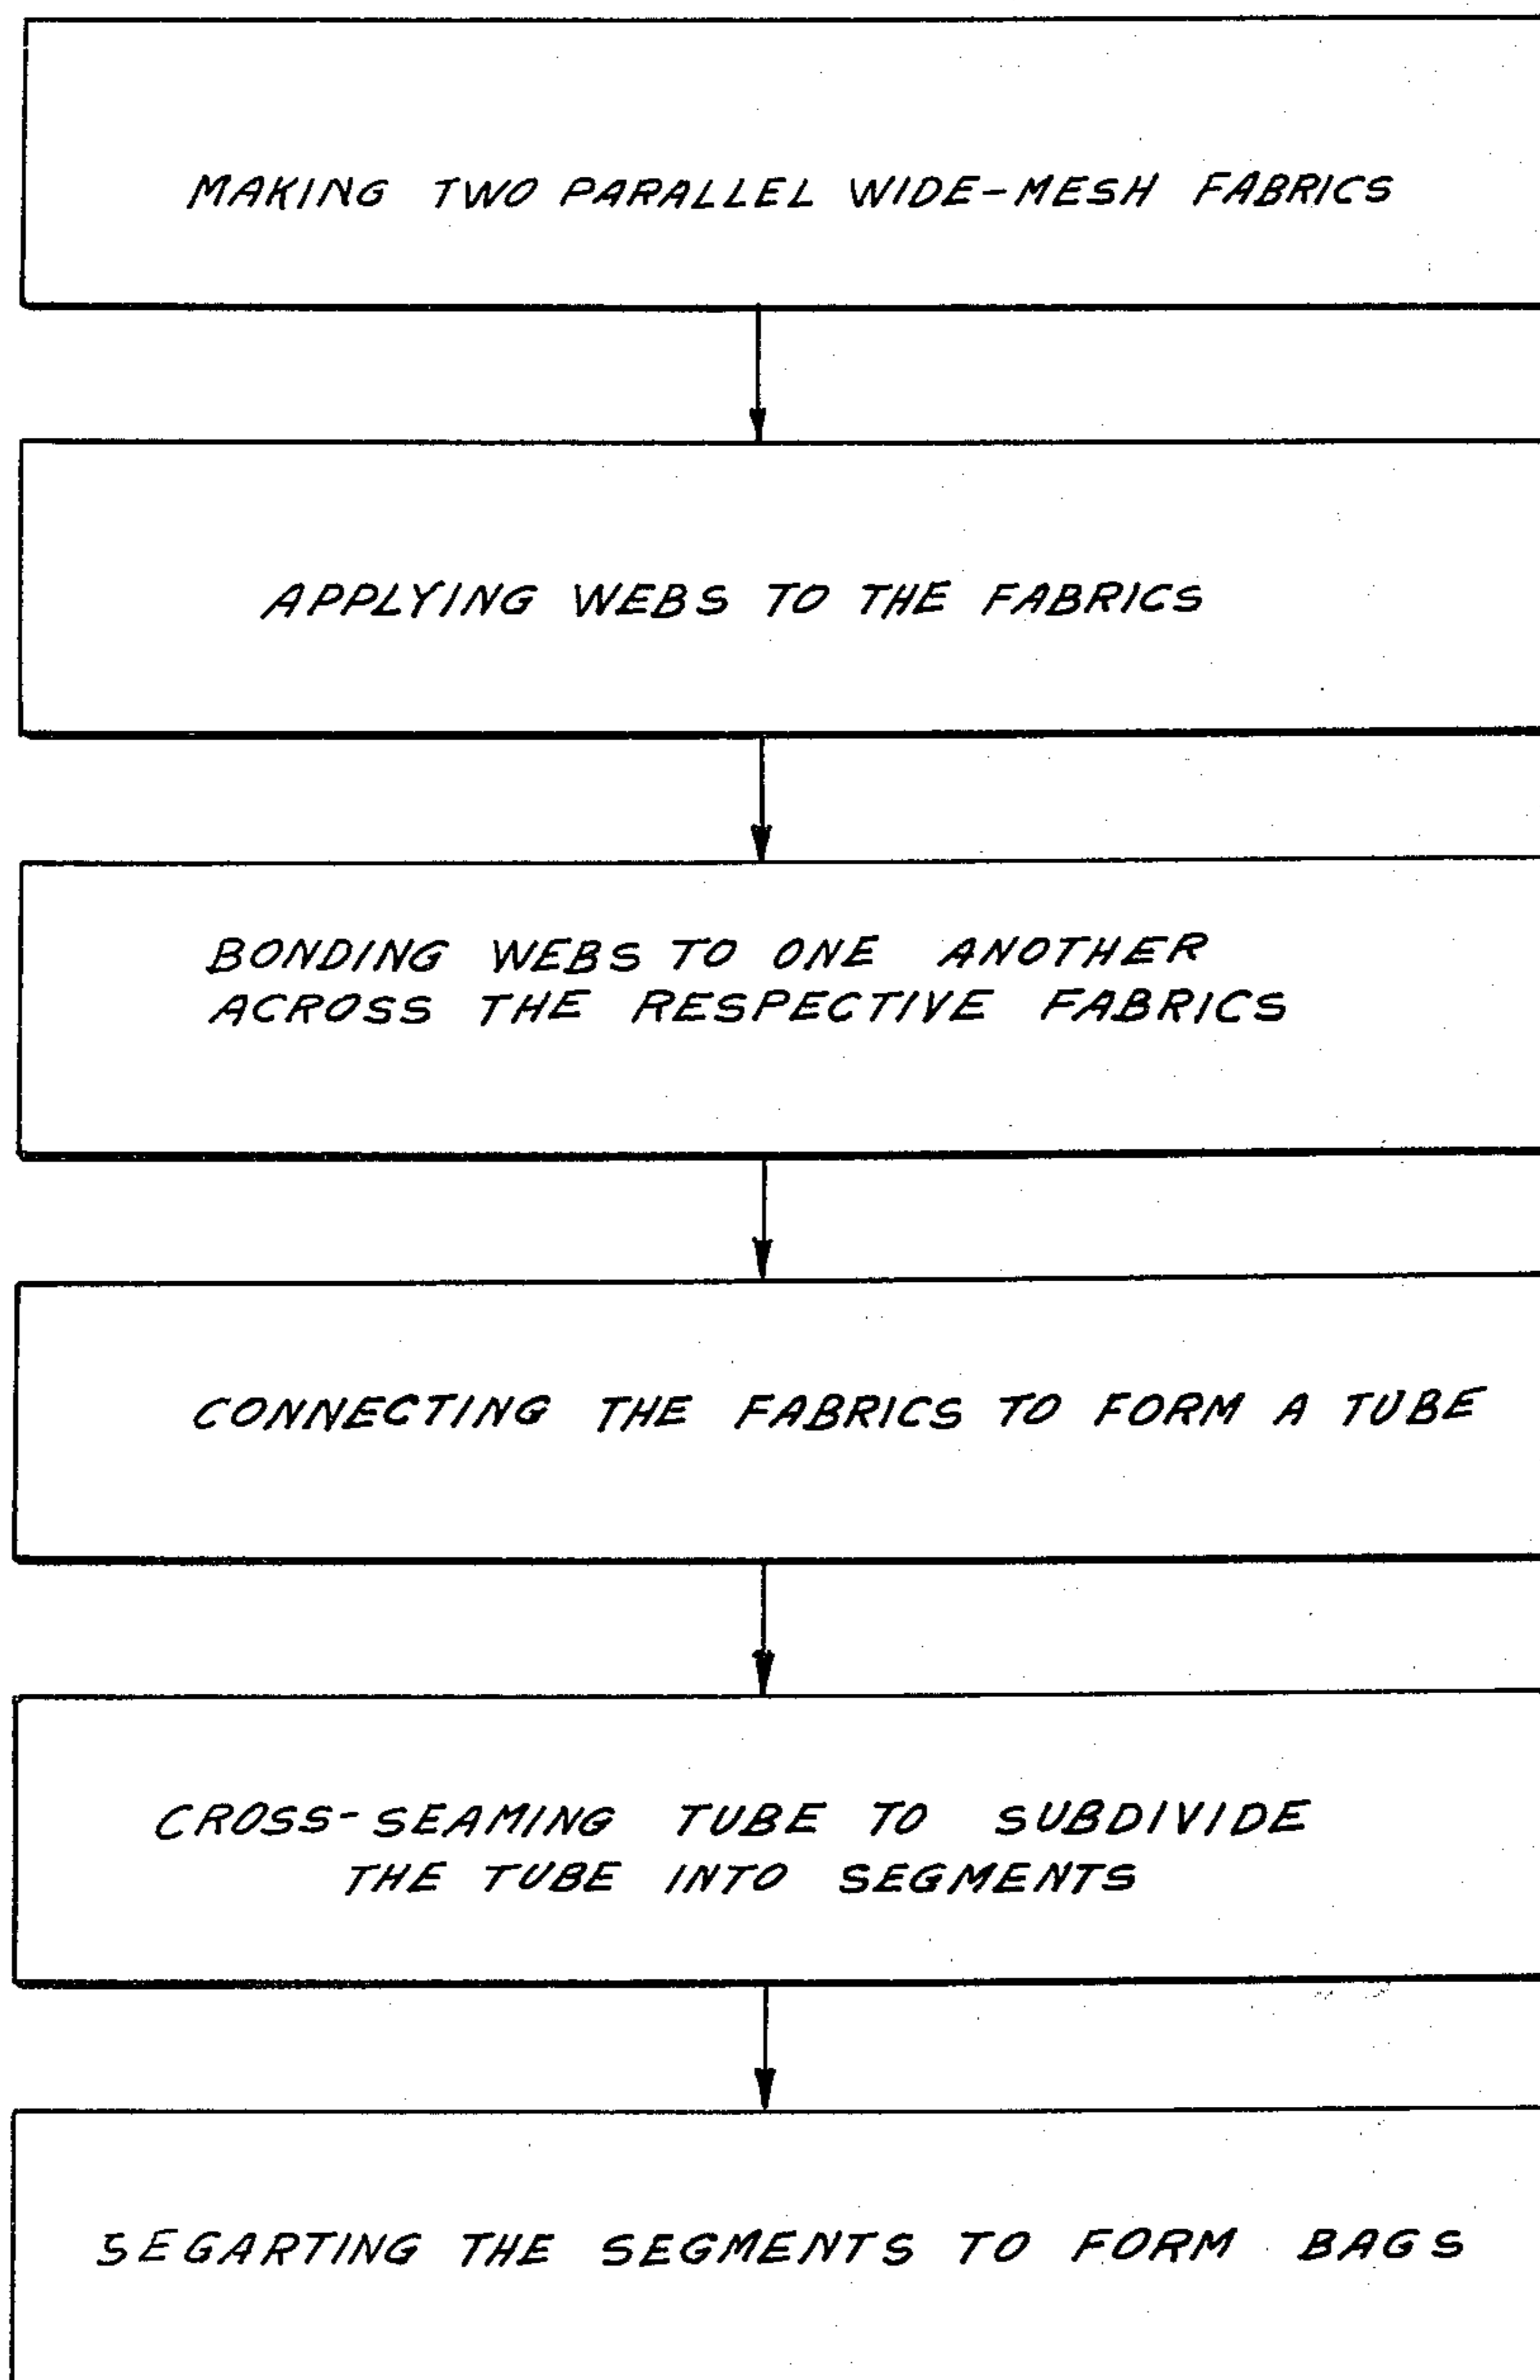 MAKING TWO PARALLEL WIDE-MESH FABRICS
APPLYING WEBS TO THE FABRICS
BONDING WEBS TO ONE ANOTHER
ACROSS THE RESPECTIVE FABRICS
CONNECTING THE FABRICS TO FORM A TUBE
CROSS-SEAMING TUBE TO SUBDIVIDE
THE TUBE INTO SEGMENTS
SEGARTING THE SEGMENTS TO FORM BAGS